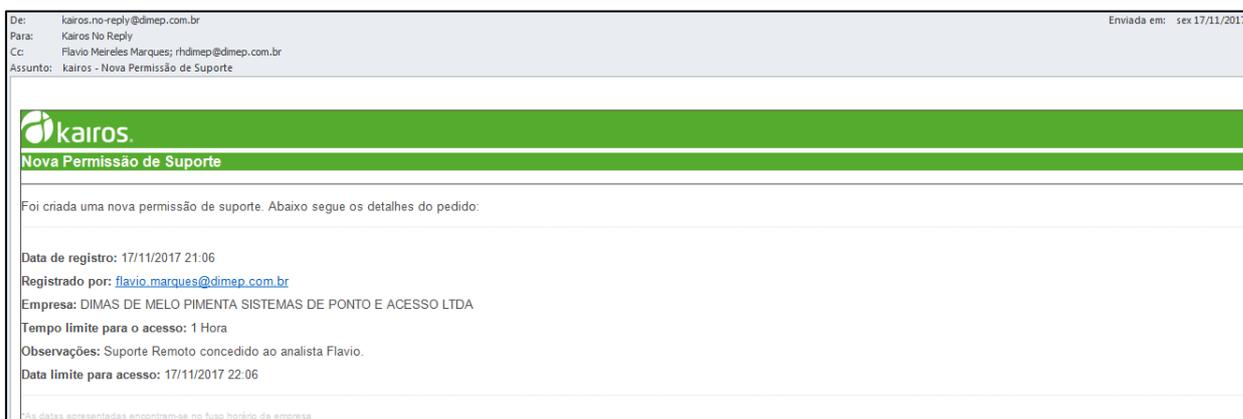 De: kairos.no-reply@dimep.com.br Enviada em: sex 17/11/2017
Para: Kairos No Reply
Cc: Flavio Meireles Marques; rhdimep@dimep.com.br
Assunto: kairos - Nova Permissão de Suporte
kairos.
Nova Permissão de Suporte
Foi criada uma nova permissão de suporte. Abaixo segue os detalhes do pedido:
Data de registro: 17/11/2017 21:06
Registrado por: flavio.marques@dimep.com.br
Empresa: DIMAS DE MELO PIMENTA SISTEMAS DE PONTO E ACESSO LTDA
Tempo limite para o acesso: 1 Hora
Observações: Suporte Remoto concedido ao analista Flavio.
Data limite para acesso: 17/11/2017 22:06
*As datas apresentadas encontram-se no fuso horário da empresa